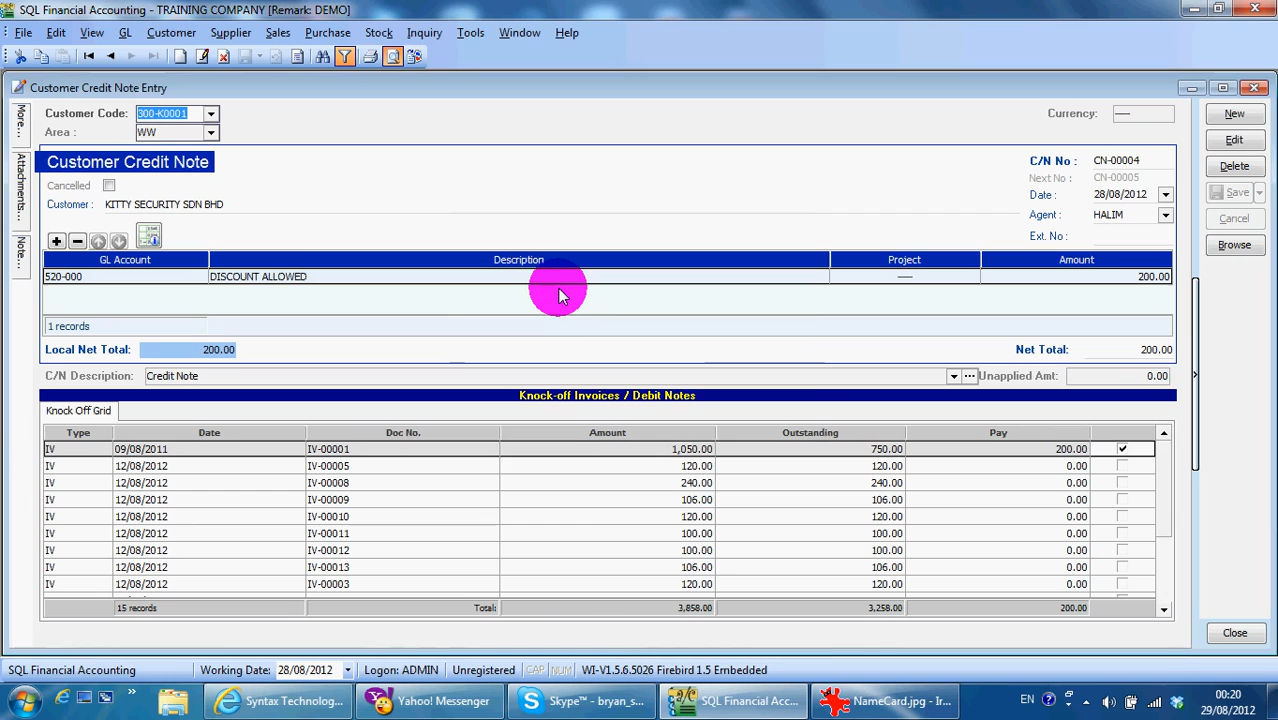 SQL Financial Accounting - TRAINING COMPANY [Remark: DEMO]
File Edit View GL Customer Supplier Sales Purchase Stock Inquiry Tools Window Help
Customer Credit Note Entry
Customer Code: 300-K0001 Currency: ----
Area : WW
More...
Attachments...
Note...
New
Edit
Delete
Save
Cancel
Browse
Customer Credit Note
C/N No : CN-00004
Cancelled
Next No : CN-00005
Date : 28/08/2012
Customer : KITTY SECURITY SDN BHD
Agent : HALIM
Ext. No :
GL Account Description Project Amount
520-000 DISCOUNT ALLOWED ---- 200.00
1 records
Local Net Total: 200.00 Net Total: 200.00
C/N Description: Credit Note Unapplied Amt: 0.00
Knock-off Invoices / Debit Notes
Knock Off Grid
Type Date Doc No. Amount Outstanding Pay
IV 09/08/2011 IV-00001 1,050.00 750.00 200.00
IV 12/08/2012 IV-00005 120.00 120.00 0.00
IV 12/08/2012 IV-00008 240.00 240.00 0.00
IV 12/08/2012 IV-00009 106.00 106.00 0.00
IV 12/08/2012 IV-00010 120.00 120.00 0.00
IV 12/08/2012 IV-00011 100.00 100.00 0.00
IV 12/08/2012 IV-00012 100.00 100.00 0.00
IV 12/08/2012 IV-00013 106.00 106.00 0.00
IV 12/08/2012 IV-00003 120.00 120.00 0.00
15 records Total: 3,858.00 3,258.00 200.00
Close
SQL Financial Accounting Working Date: 28/08/2012 Logon: ADMIN Unregistered CAP NUM WI-V1.5.6.5026 Firebird 1.5 Embedded
Syntax Technolog... Yahoo! Messenger Skype™ - bryan_s... SQL Financial Acc... NameCard.jpg - Ir... EN 00:20
29/08/2012